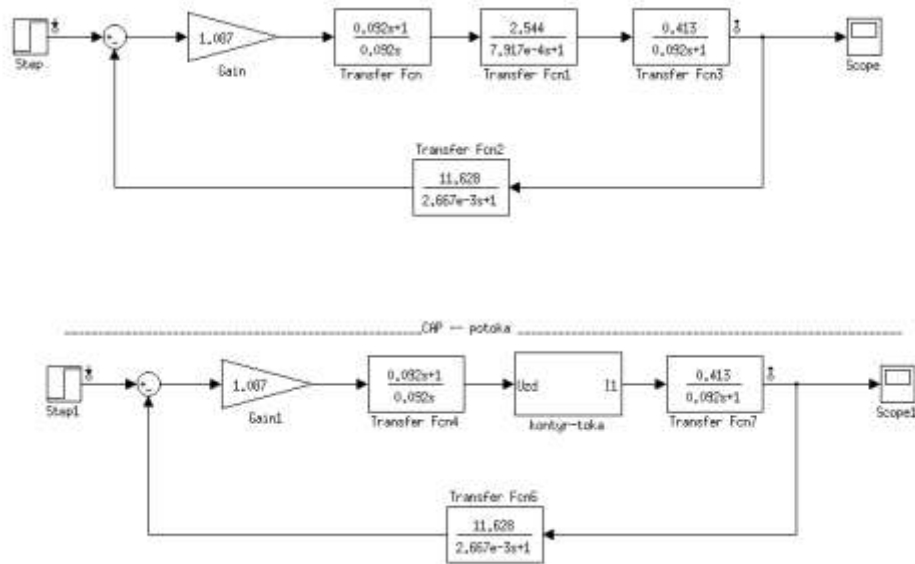 1.087
0.092s+1
0.092s
2.544
7.917e-4s+1
0.413
0.092s+1
Step
Gain
Transfer Fcn
Transfer Fcn1
Transfer Fcn3
Scope
Transfer Fcn2
11.628
2.667e-3s+1
CAP -- potoka
1.087
0.092s+1
0.092s
Uzd
I1
0.413
0.092s+1
Step1
Gain1
Transfer Fcn4
kontyr-toka
Transfer Fcn7
Scope1
Transfer Fcn6
11.628
2.667e-3s+1